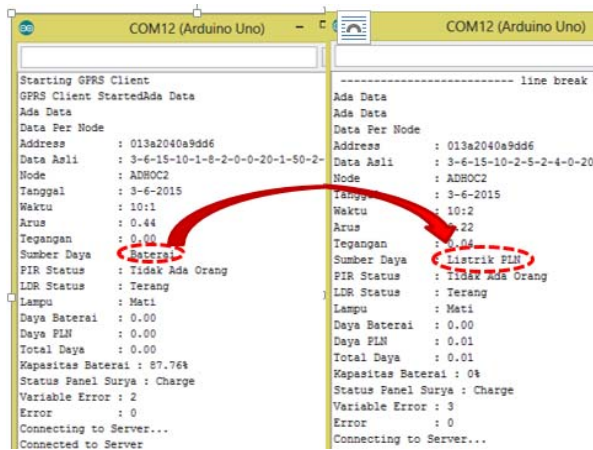 COM12 (Arduino Uno)
Starting GPRS Client
GPRS Client StartedAda Data
Ada Data
Data Per Node
Address : 013a2040a9dd6
Data Asli : 3-6-15-10-1-8-2-0-0-20-1-50-2-
Node : ADHOC2
Tanggal : 3-6-2015
Waktu : 10:1
Arus : 0.44
Tegangan : 0.00
Sumber Daya : Baterai
PIR Status : Tidak Ada Orang
LDR Status : Terang
Lampu : Mati
Daya Baterai : 0.00
Daya PLN : 0.00
Total Daya : 0.00
Kapasitas Baterai : 87.76%
Status Panel Surya : Charge
Variable Error : 2
Error : 0
Connecting to Server...
Connected to Server
COM12 (Arduino Uno)
--------------------------- line break
Ada Data
Ada Data
Data Per Node
Address : 013a2040a9dd6
Data Asli : 3-6-15-10-2-5-2-4-0-20
Node : ADHOC2
Tanggal : 3-6-2015
Waktu : 10:2
Arus : 0.22
Tegangan : 0.04
Sumber Daya : Listrik PLN
PIR Status : Tidak Ada Orang
LDR Status : Terang
Lampu : Mati
Daya Baterai : 0.00
Daya PLN : 0.01
Total Daya : 0.01
Kapasitas Baterai : 0%
Status Panel Surya : Charge
Variable Error : 3
Error : 0
Connecting to Server...